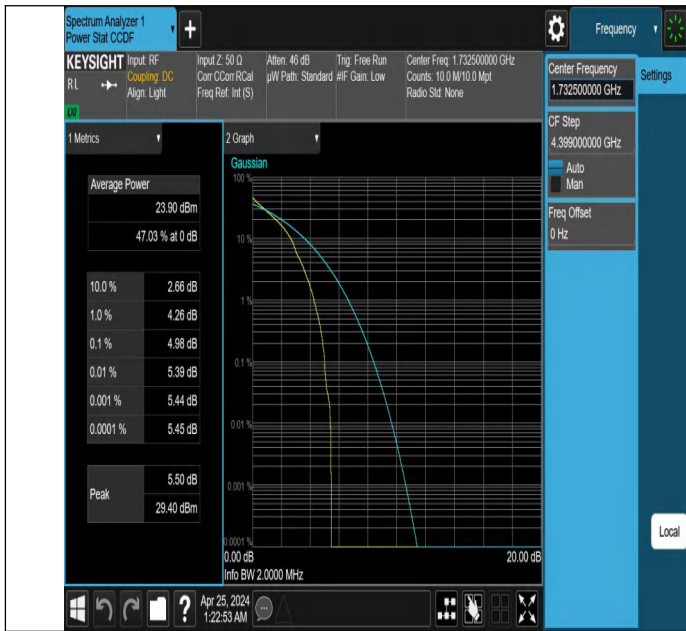 Spectrum Analyzer 1
Power Stat CCDF
+
Frequency
KEYSIGHT
RL
LXI
Input: RF
Coupling: DC
Align: Light
Input Z: 50 Ω
Corr CCorr RCal
Freq Ref: Int (S)
Atten: 46 dB
µW Path: Standard
Trig: Free Run
#IF Gain: Low
Center Freq: 1.732500000 GHz
Counts: 10.0 M/10.0 Mpt
Radio Std: None
Center Frequency
1.732500000 GHz
Settings
CF Step
4.399000000 GHz
Auto
Man
Freq Offset
0 Hz
1 Metrics
Average Power
23.90 dBm
47.03 % at 0 dB
10.0 % 2.66 dB
1.0 % 4.26 dB
0.1 % 4.98 dB
0.01 % 5.39 dB
0.001 % 5.44 dB
0.0001 % 5.45 dB
Peak 5.50 dB
29.40 dBm
2 Graph
Gaussian
100 %
10 %
1 %
0.1 %
0.01 %
0.001 %
0.0001 %
0.00 dB 20.00 dB
Info BW 2.0000 MHz
Local
?
Apr 25, 2024
1:22:53 AM